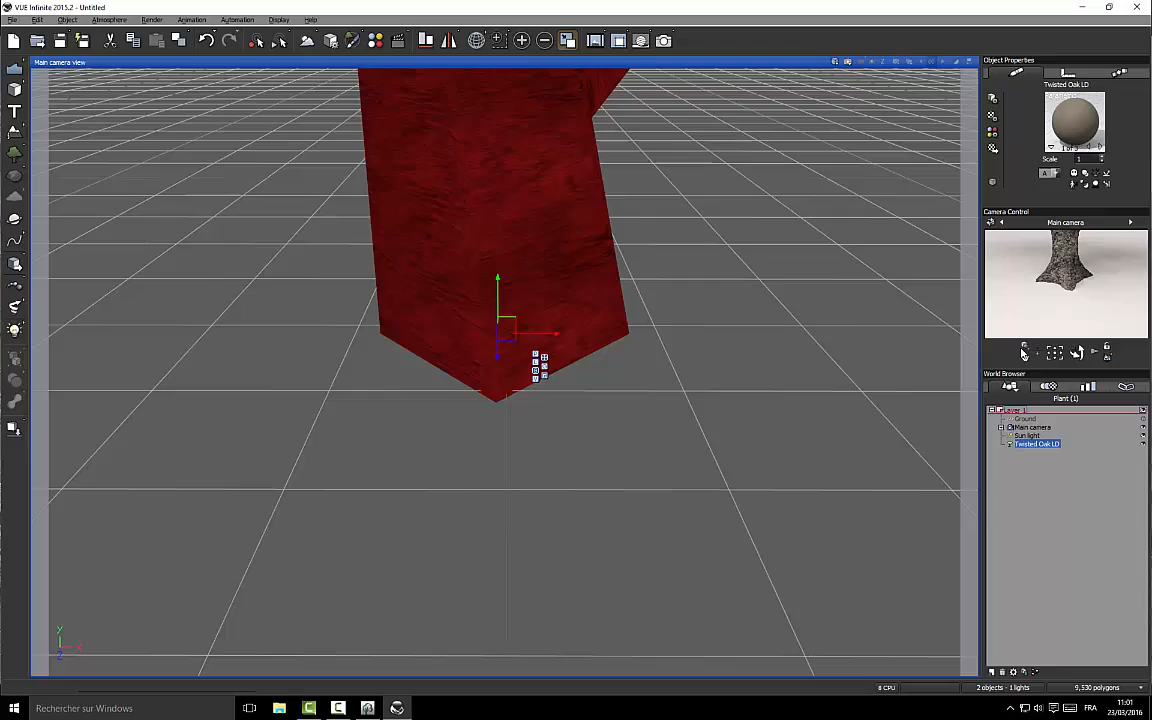 VUE Infinite 2015.2 - Untitled
File Edit Object Atmosphere Render Animation Automation Display Help
Main camera view
Object Properties
Twisted Oak LD
Scale 1
A
Camera Control
Main camera
World Browser
Plant (1)
Layer 1
Ground
Main camera
Sun light
Twisted Oak LD
Y
X
Z
8 CPU
2 objects - 1 lights
9,530 polygons
Rechercher sur Windows
FRA
11:01
23/03/2016